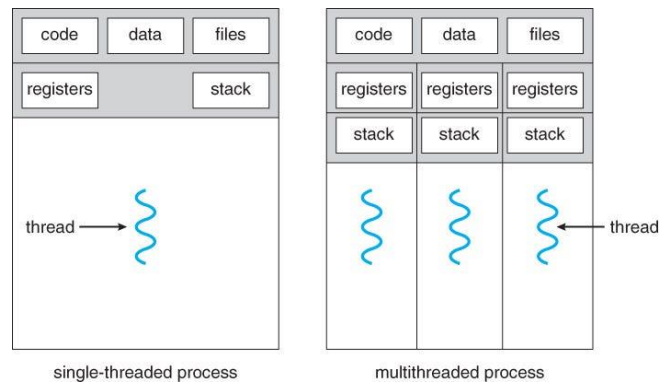 code data files
registers stack
thread
single-threaded process
code data files
registers registers registers
stack stack stack
thread
multithreaded process